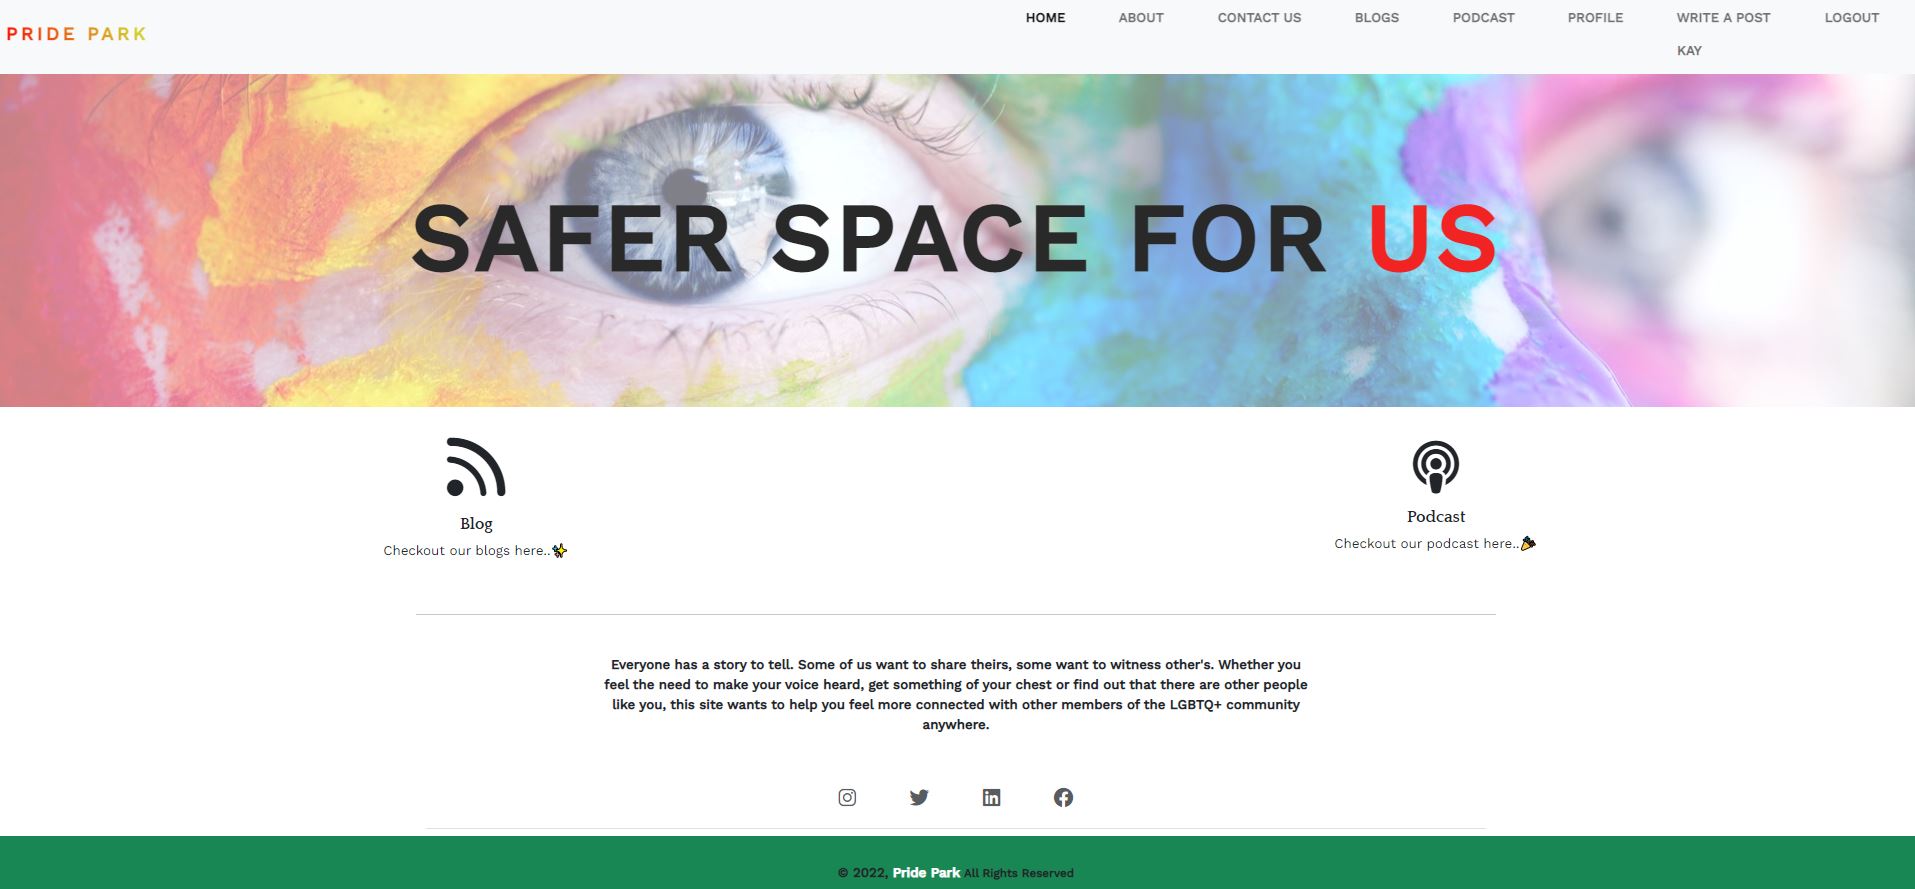 PRIDE PARK
HOME ABOUT CONTACT US BLOGS PODCAST PROFILE WRITE A POST LOGOUT
KAY
SAFER SPACE FOR US
Blog
Checkout our blogs here..✨
Podcast
Checkout our podcast here..🎉
Everyone has a story to tell. Some of us want to share theirs, some want to witness other's. Whether you
feel the need to make your voice heard, get something of your chest or find out that there are other people
like you, this site wants to help you feel more connected with other members of the LGBTQ+ community
anywhere.
© 2022, Pride Park All Rights Reserved